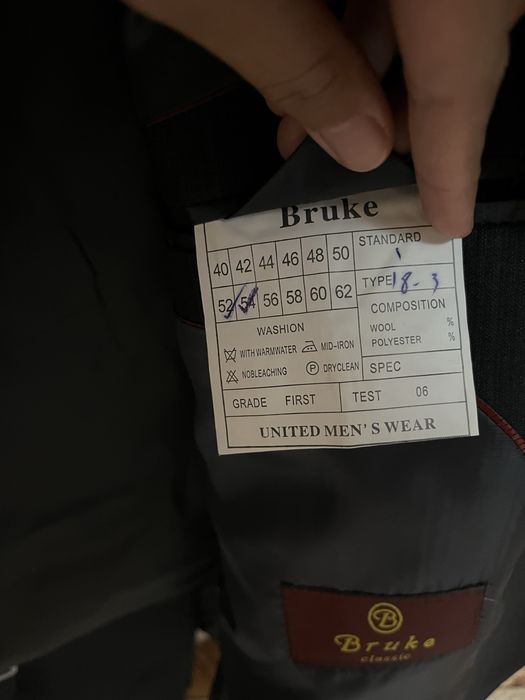 Bruke
40 42 44 46 48 50 STANDARD
52 54 56 58 60 62 TYPE 18-3
COMPOSITION
WASHION WOOL %
WITH WARMWATER MID-IRON POLYESTER %
NOBLEACHING P DRYCLEAN SPEC
GRADE FIRST TEST 06
UNITED MEN'S WEAR
B
Bruke
classic